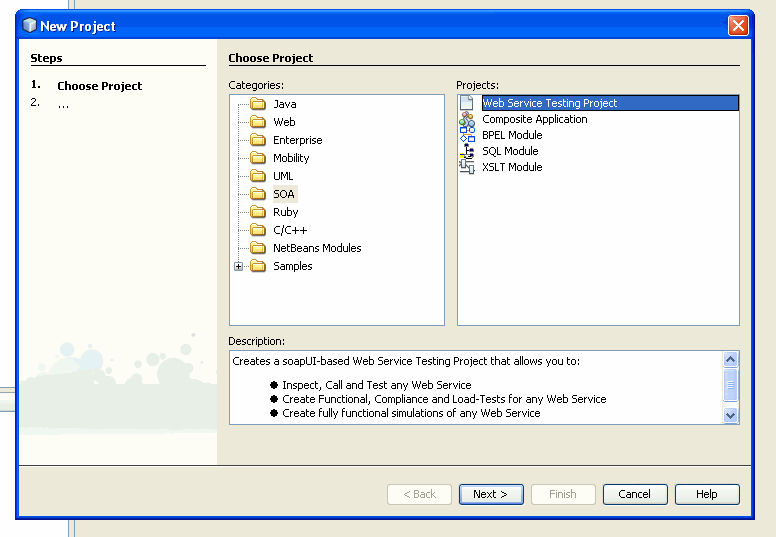 New Project
Steps
1. Choose Project
2. ...
Choose Project
Categories:
Java
Web
Enterprise
Mobility
UML
SOA
Ruby
C/C++
NetBeans Modules
Samples
Projects:
Web Service Testing Project
Composite Application
BPEL Module
SQL Module
XSLT Module
Description:
Creates a soapUI-based Web Service Testing Project that allows you to:
● Inspect, Call and Test any Web Service
● Create Functional, Compliance and Load-Tests for any Web Service
● Create fully functional simulations of any Web Service
< Back
Next >
Finish
Cancel
Help